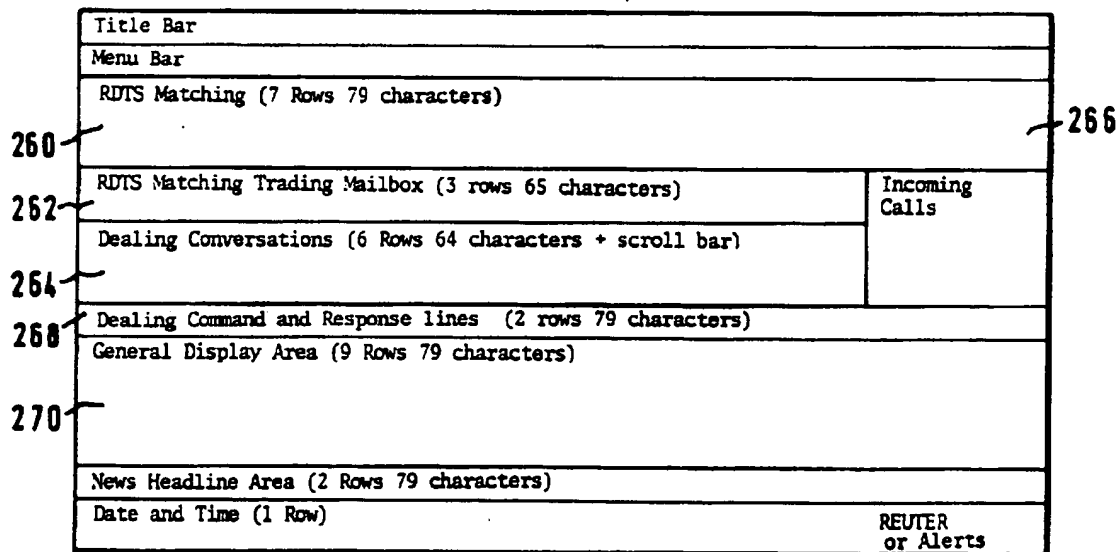 Title Bar
Menu Bar
RDTS Matching (7 Rows 79 characters)
266
260
RDTS Matching Trading Mailbox (3 rows 65 characters)
Incoming
Calls
262
Dealing Conversations (6 Rows 64 characters + scroll bar)
264
268
Dealing Command and Response lines (2 rows 79 characters)
General Display Area (9 Rows 79 characters)
270
News Headline Area (2 Rows 79 characters)
Date and Time (1 Row)
REUTER
or Alerts